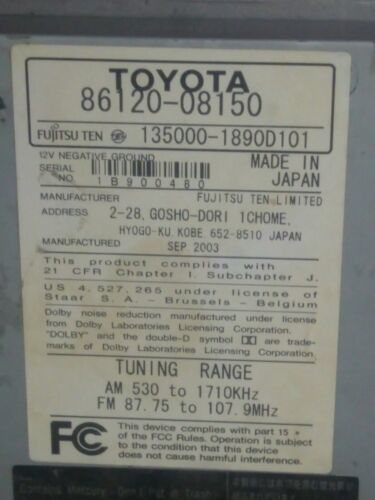 TOYOTA
86120-08150
FUJITSU TEN 135000-1890D101
12V NEGATIVE GROUND
SERIAL NO. 1B900480
MADE IN JAPAN
MANUFACTURER FUJITSU TEN LIMITED
ADDRESS 2-28, GOSHO-DORI 1CHOME,
HYOGO-KU, KOBE, 652-8510 JAPAN
MANUFACTURED SEP. 2003
This product complies with
21 CFR Chapter I. Subchapter J.
US 4,527,265 under license of
Staar S. A. – Brussels – Belgium
Dolby noise reduction manufactured under license
from Dolby Laboratories Licensing Corporation.
"DOLBY" and the double-D symbol are trade-
marks of Dolby Laboratories Licensing Corporation.
TUNING RANGE
AM 530 to 1710KHz
FM 87.75 to 107.9MHz
FC This device complies with part 15
of the FCC Rules. Operation is subject
to the condition that this device
does not cause harmful interference.
Contains Mercury